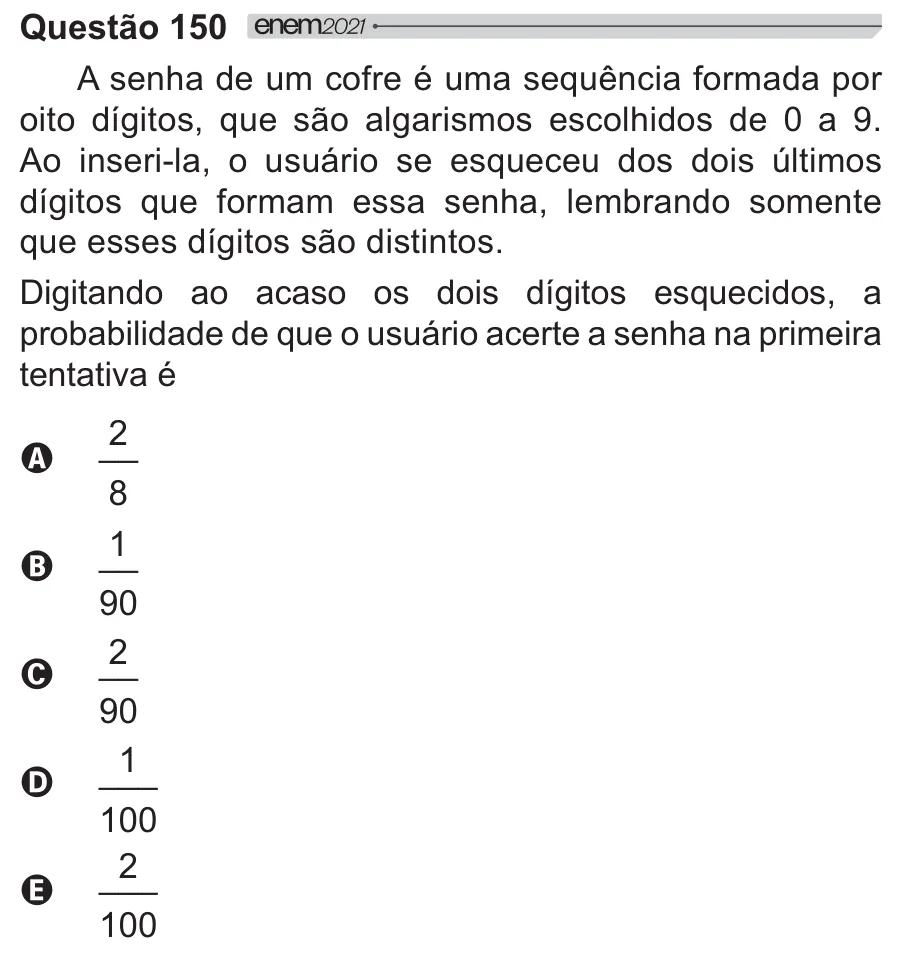 Questão 150 enem2021
A senha de um cofre é uma sequência formada por
oito dígitos, que são algarismos escolhidos de 0 a 9.
Ao inseri-la, o usuário se esqueceu dos dois últimos
dígitos que formam essa senha, lembrando somente
que esses dígitos são distintos.
Digitando ao acaso os dois dígitos esquecidos, a
probabilidade de que o usuário acerte a senha na primeira
tentativa é
A 2/8
B 1/90
C 2/90
D 1/100
E 2/100